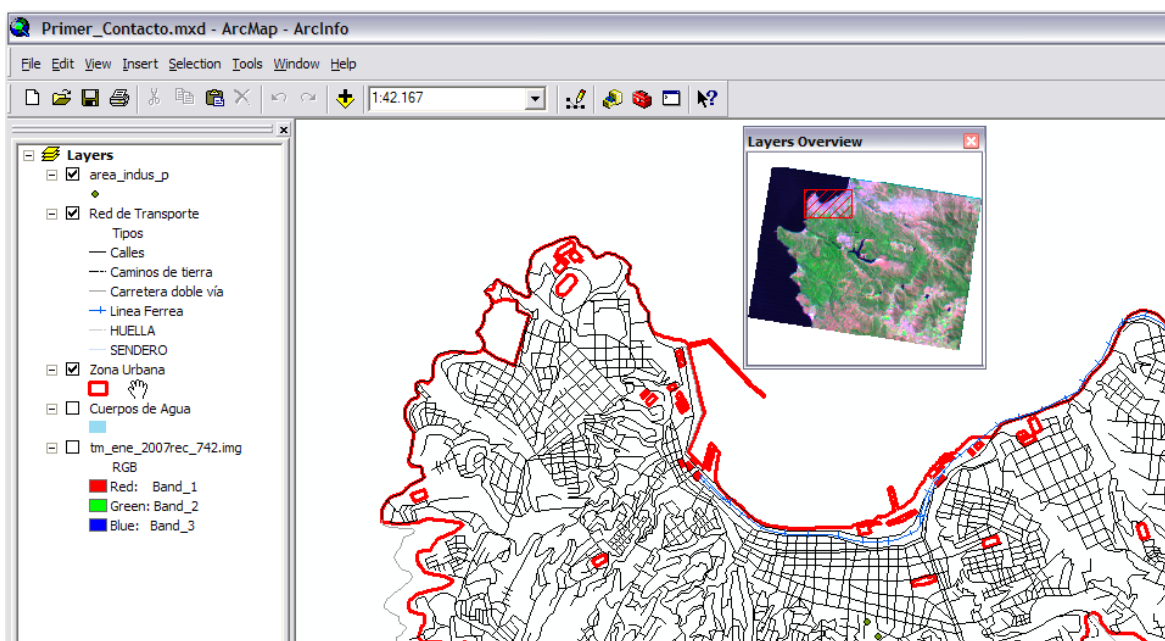 Primer_Contacto.mxd - ArcMap - ArcInfo
File Edit View Insert Selection Tools Window Help
1:42.167
Layers
area_indus_p
Red de Transporte
Tipos
Calles
Caminos de tierra
Carretera doble vía
Linea Ferrea
HUELLA
SENDERO
Zona Urbana
Cuerpos de Agua
tm_ene_2007rec_742.img
RGB
Red: Band_1
Green: Band_2
Blue: Band_3
Layers Overview